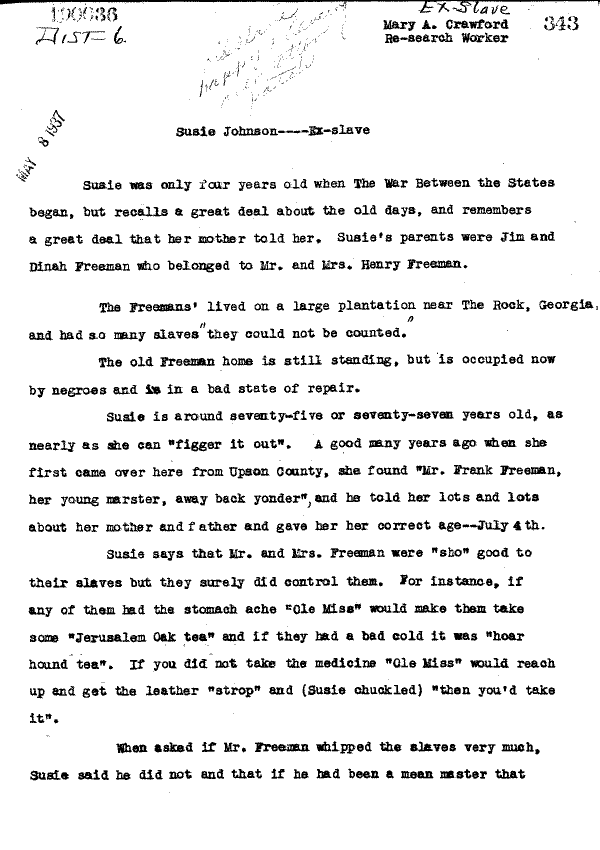 100636
Dist-6.
Ex-Slave
Mary A. Crawford
Re-search Worker
343
MAY 8 1937
Susie Johnson----Ex-slave
Susie was only four years old when The War Between the States
began, but recalls a great deal about the old days, and remembers
a great deal that her mother told her. Susie's parents were Jim and
Dinah Freeman who belonged to Mr. and Mrs. Henry Freeman.
The Freemans' lived on a large plantation near The Rock, Georgia,
and had so many slaves "they could not be counted."
The old Freeman home is still standing, but is occupied now
by negroes and is in a bad state of repair.
Susie is around seventy-five or seventy-seven years old, as
nearly as she can "figger it out". A good many years ago when she
first came over here from Upson County, she found "Mr. Frank Freeman,
her young marster, away back yonder", and he told her lots and lots
about her mother and father and gave her her correct age--July 4th.
Susie says that Mr. and Mrs. Freeman were "sho" good to
their slaves but they surely did control them. For instance, if
any of them had the stomach ache "Ole Miss" would make them take
some "Jerusalem Oak tea" and if they had a bad cold it was "hoar
hound tea". If you did not take the medicine "Ole Miss" would reach
up and get the leather "strop" and (Susie chuckled) "then you'd take
it".
When asked if Mr. Freeman whipped the slaves very much,
Susie said he did not and that if he had been a mean master that